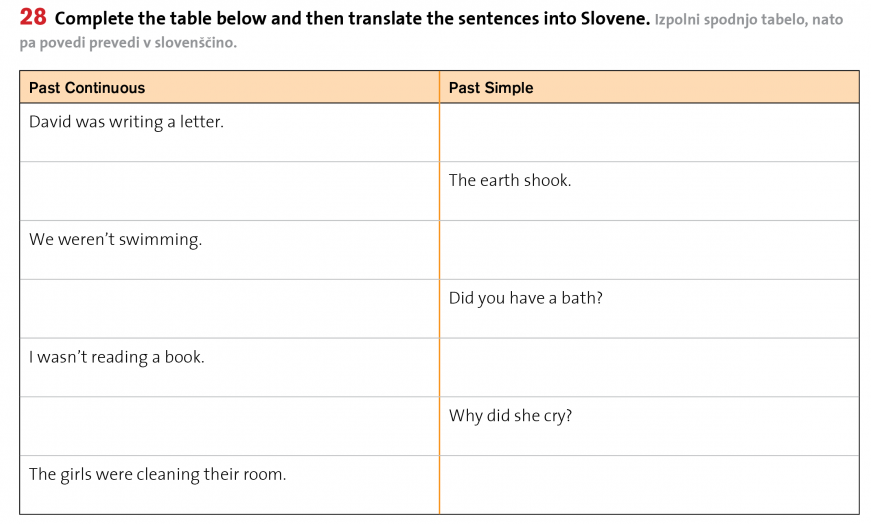 28 Complete the table below and then translate the sentences into Slovene. Izpolni spodnjo tabelo, nato
pa povedi prevedi v slovenščino.
Past Continuous
Past Simple
David was writing a letter.
The earth shook.
We weren't swimming.
Did you have a bath?
I wasn't reading a book.
Why did she cry?
The girls were cleaning their room.